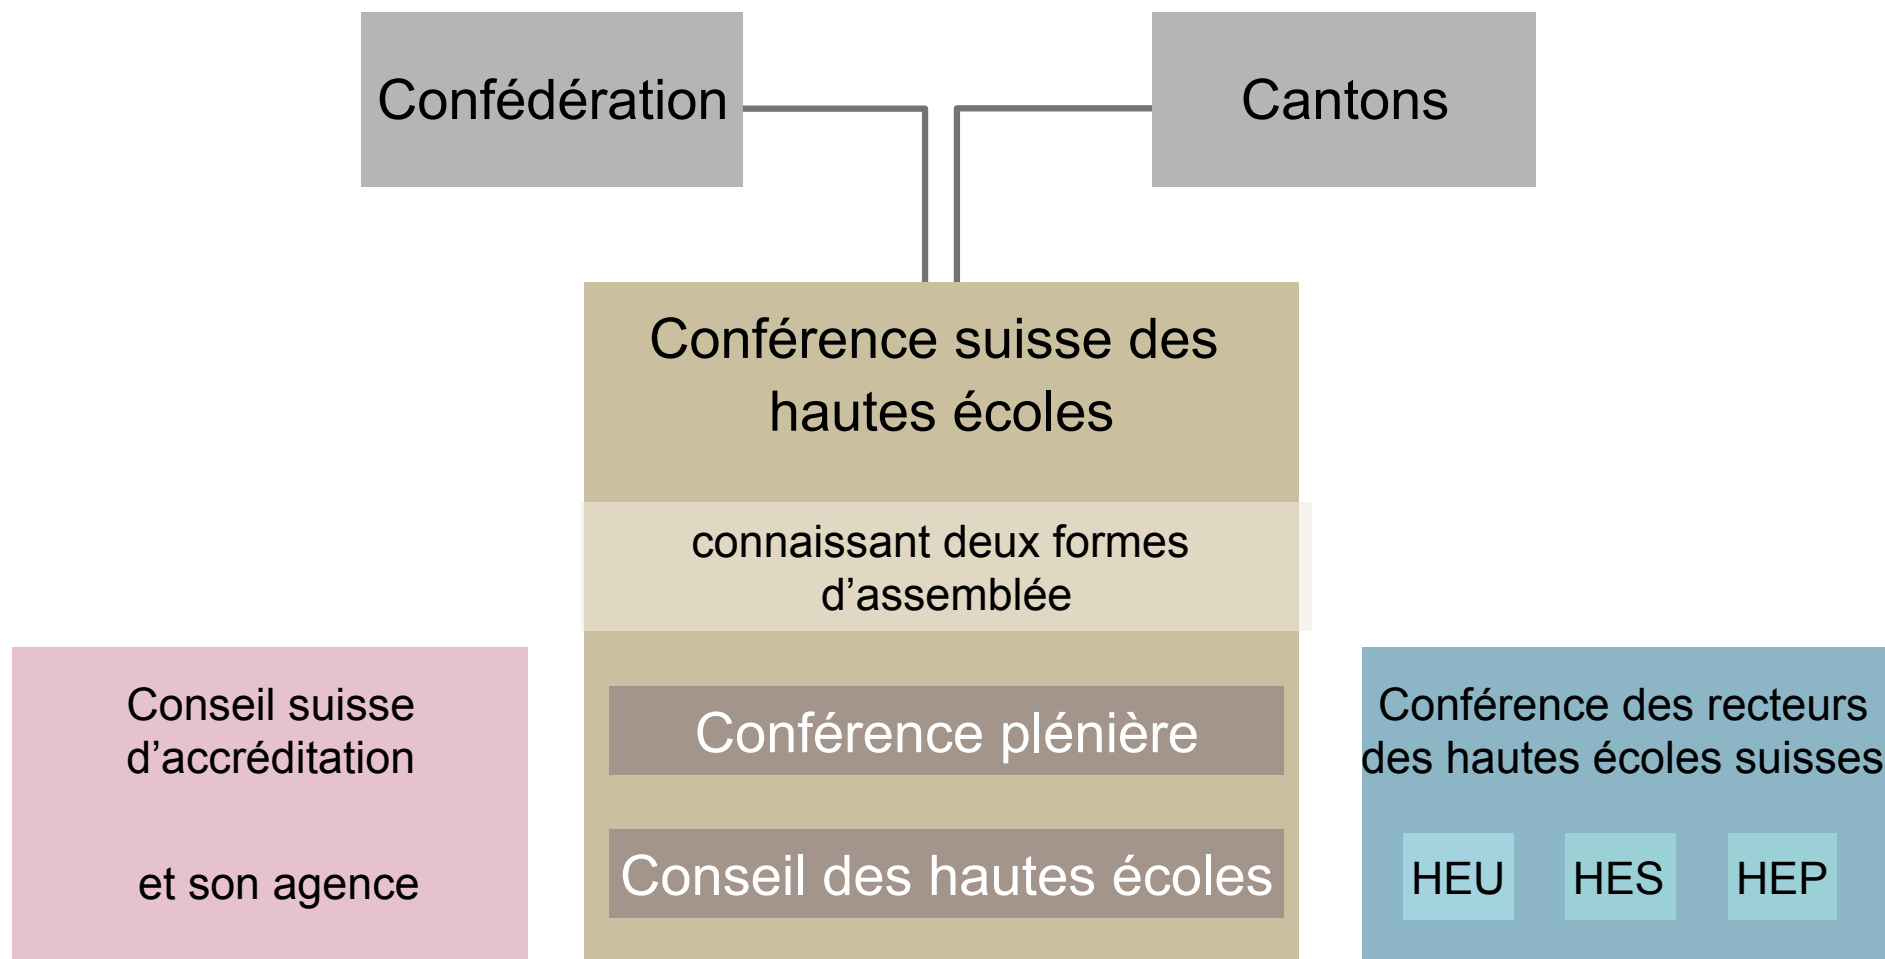 Confédération
Cantons
Conférence suisse des
hautes écoles
connaissant deux formes
d’assemblée
Conférence plénière
Conseil des hautes écoles
Conseil suisse
d’accréditation
et son agence
Conférence des recteurs
des hautes écoles suisses
HEU
HES
HEP